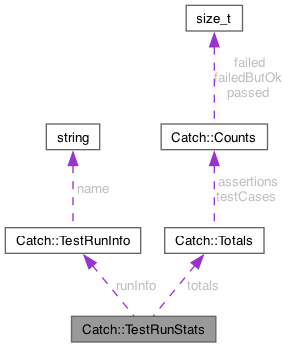 size_t
failed
failedButOk
passed
string
Catch::Counts
name
assertions
testCases
Catch::TestRunInfo
Catch::Totals
runInfo
totals
Catch::TestRunStats